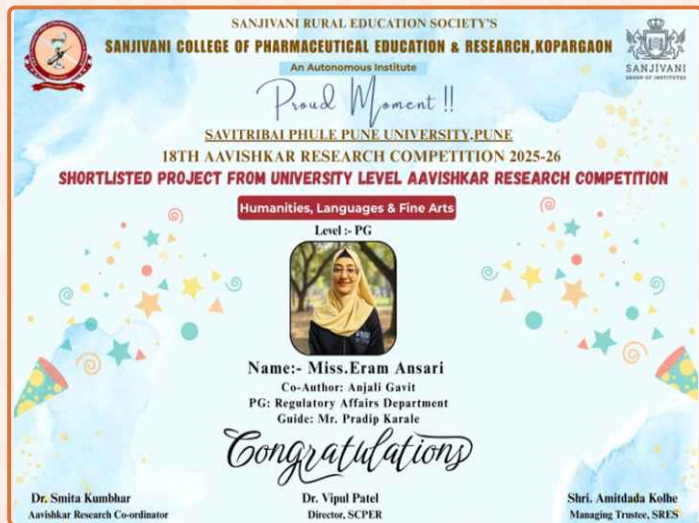 SANJIVANI RURAL EDUCATION SOCIETY'S
SANJIVANI COLLEGE OF PHARMACEUTICAL EDUCATION & RESEARCH,KOPARGAON
An Autonomous Institute
SANJIVANI
GROUP OF INSTITUTES
Proud Moment !!
SAVITRIBAI PHULE PUNE UNIVERSITY,PUNE
18TH AAVISHKAR RESEARCH COMPETITION 2025-26
SHORTLISTED PROJECT FROM UNIVERSITY LEVEL AAVISHKAR RESEARCH COMPETITION
Humanities, Languages & Fine Arts
Level :- PG
Name:- Miss.Eram Ansari
Co-Author: Anjali Gavit
PG: Regulatory Affairs Department
Guide: Mr. Pradip Karale
Congratulations
Dr. Smita Kumbhar
Aavishkar Research Co-ordinator
Dr. Vipul Patel
Director, SCPER
Shri. Amitdada Kolhe
Managing Trustee, SRES